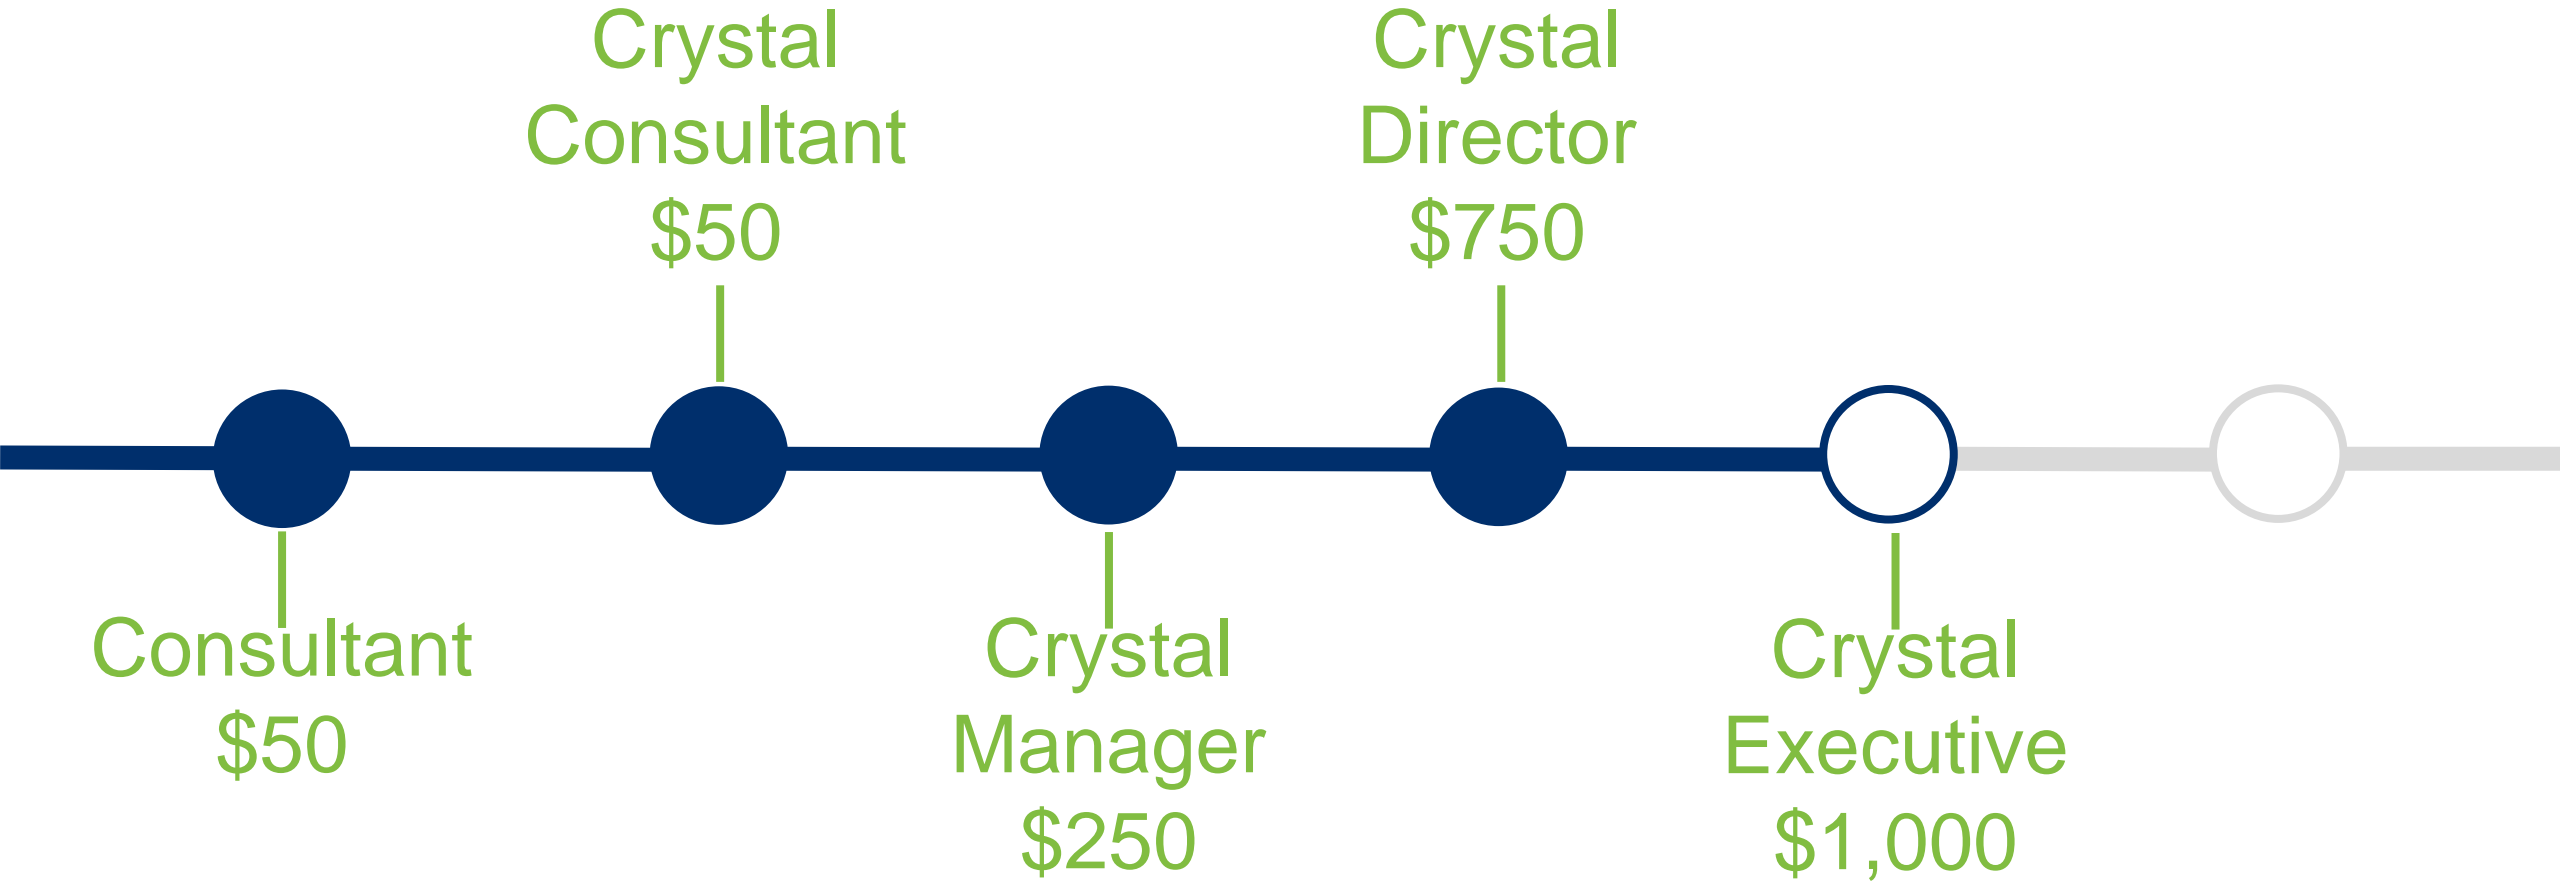 Crystal
Consultant
$50
Crystal
Director
$750
Consultant
$50
Crystal
Manager
$250
Crystal
Executive
$1,000